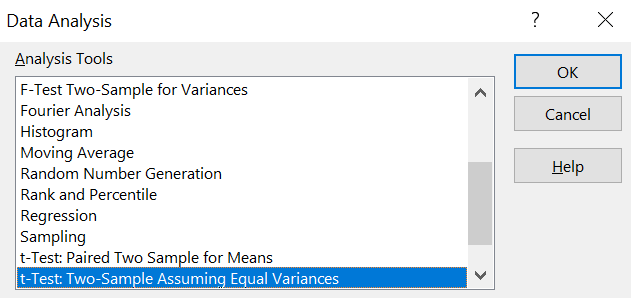 Data Analysis
Analysis Tools
F-Test Two-Sample for Variances
Fourier Analysis
Histogram
Moving Average
Random Number Generation
Rank and Percentile
Regression
Sampling
t-Test: Paired Two Sample for Means
t-Test: Two-Sample Assuming Equal Variances
OK
Cancel
Help